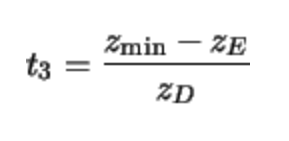 t₃ = (z_min − z_E) / z_D